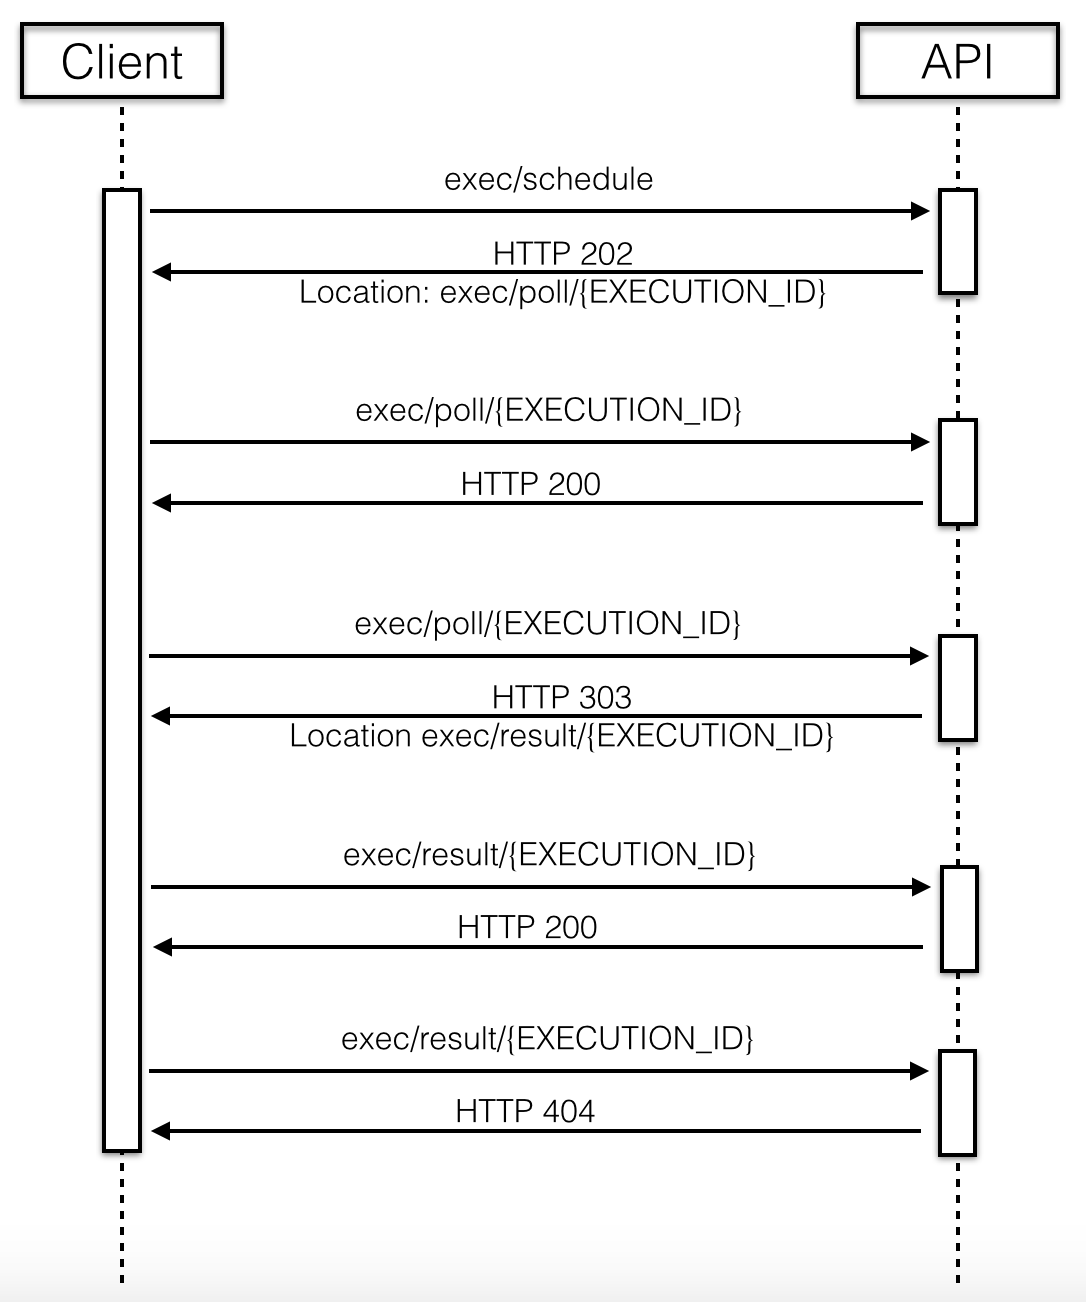 Client
API
exec/schedule
HTTP 202
Location: exec/poll/{EXECUTION_ID}
exec/poll/{EXECUTION_ID}
HTTP 200
exec/poll/{EXECUTION_ID}
HTTP 303
Location exec/result/{EXECUTION_ID}
exec/result/{EXECUTION_ID}
HTTP 200
exec/result/{EXECUTION_ID}
HTTP 404